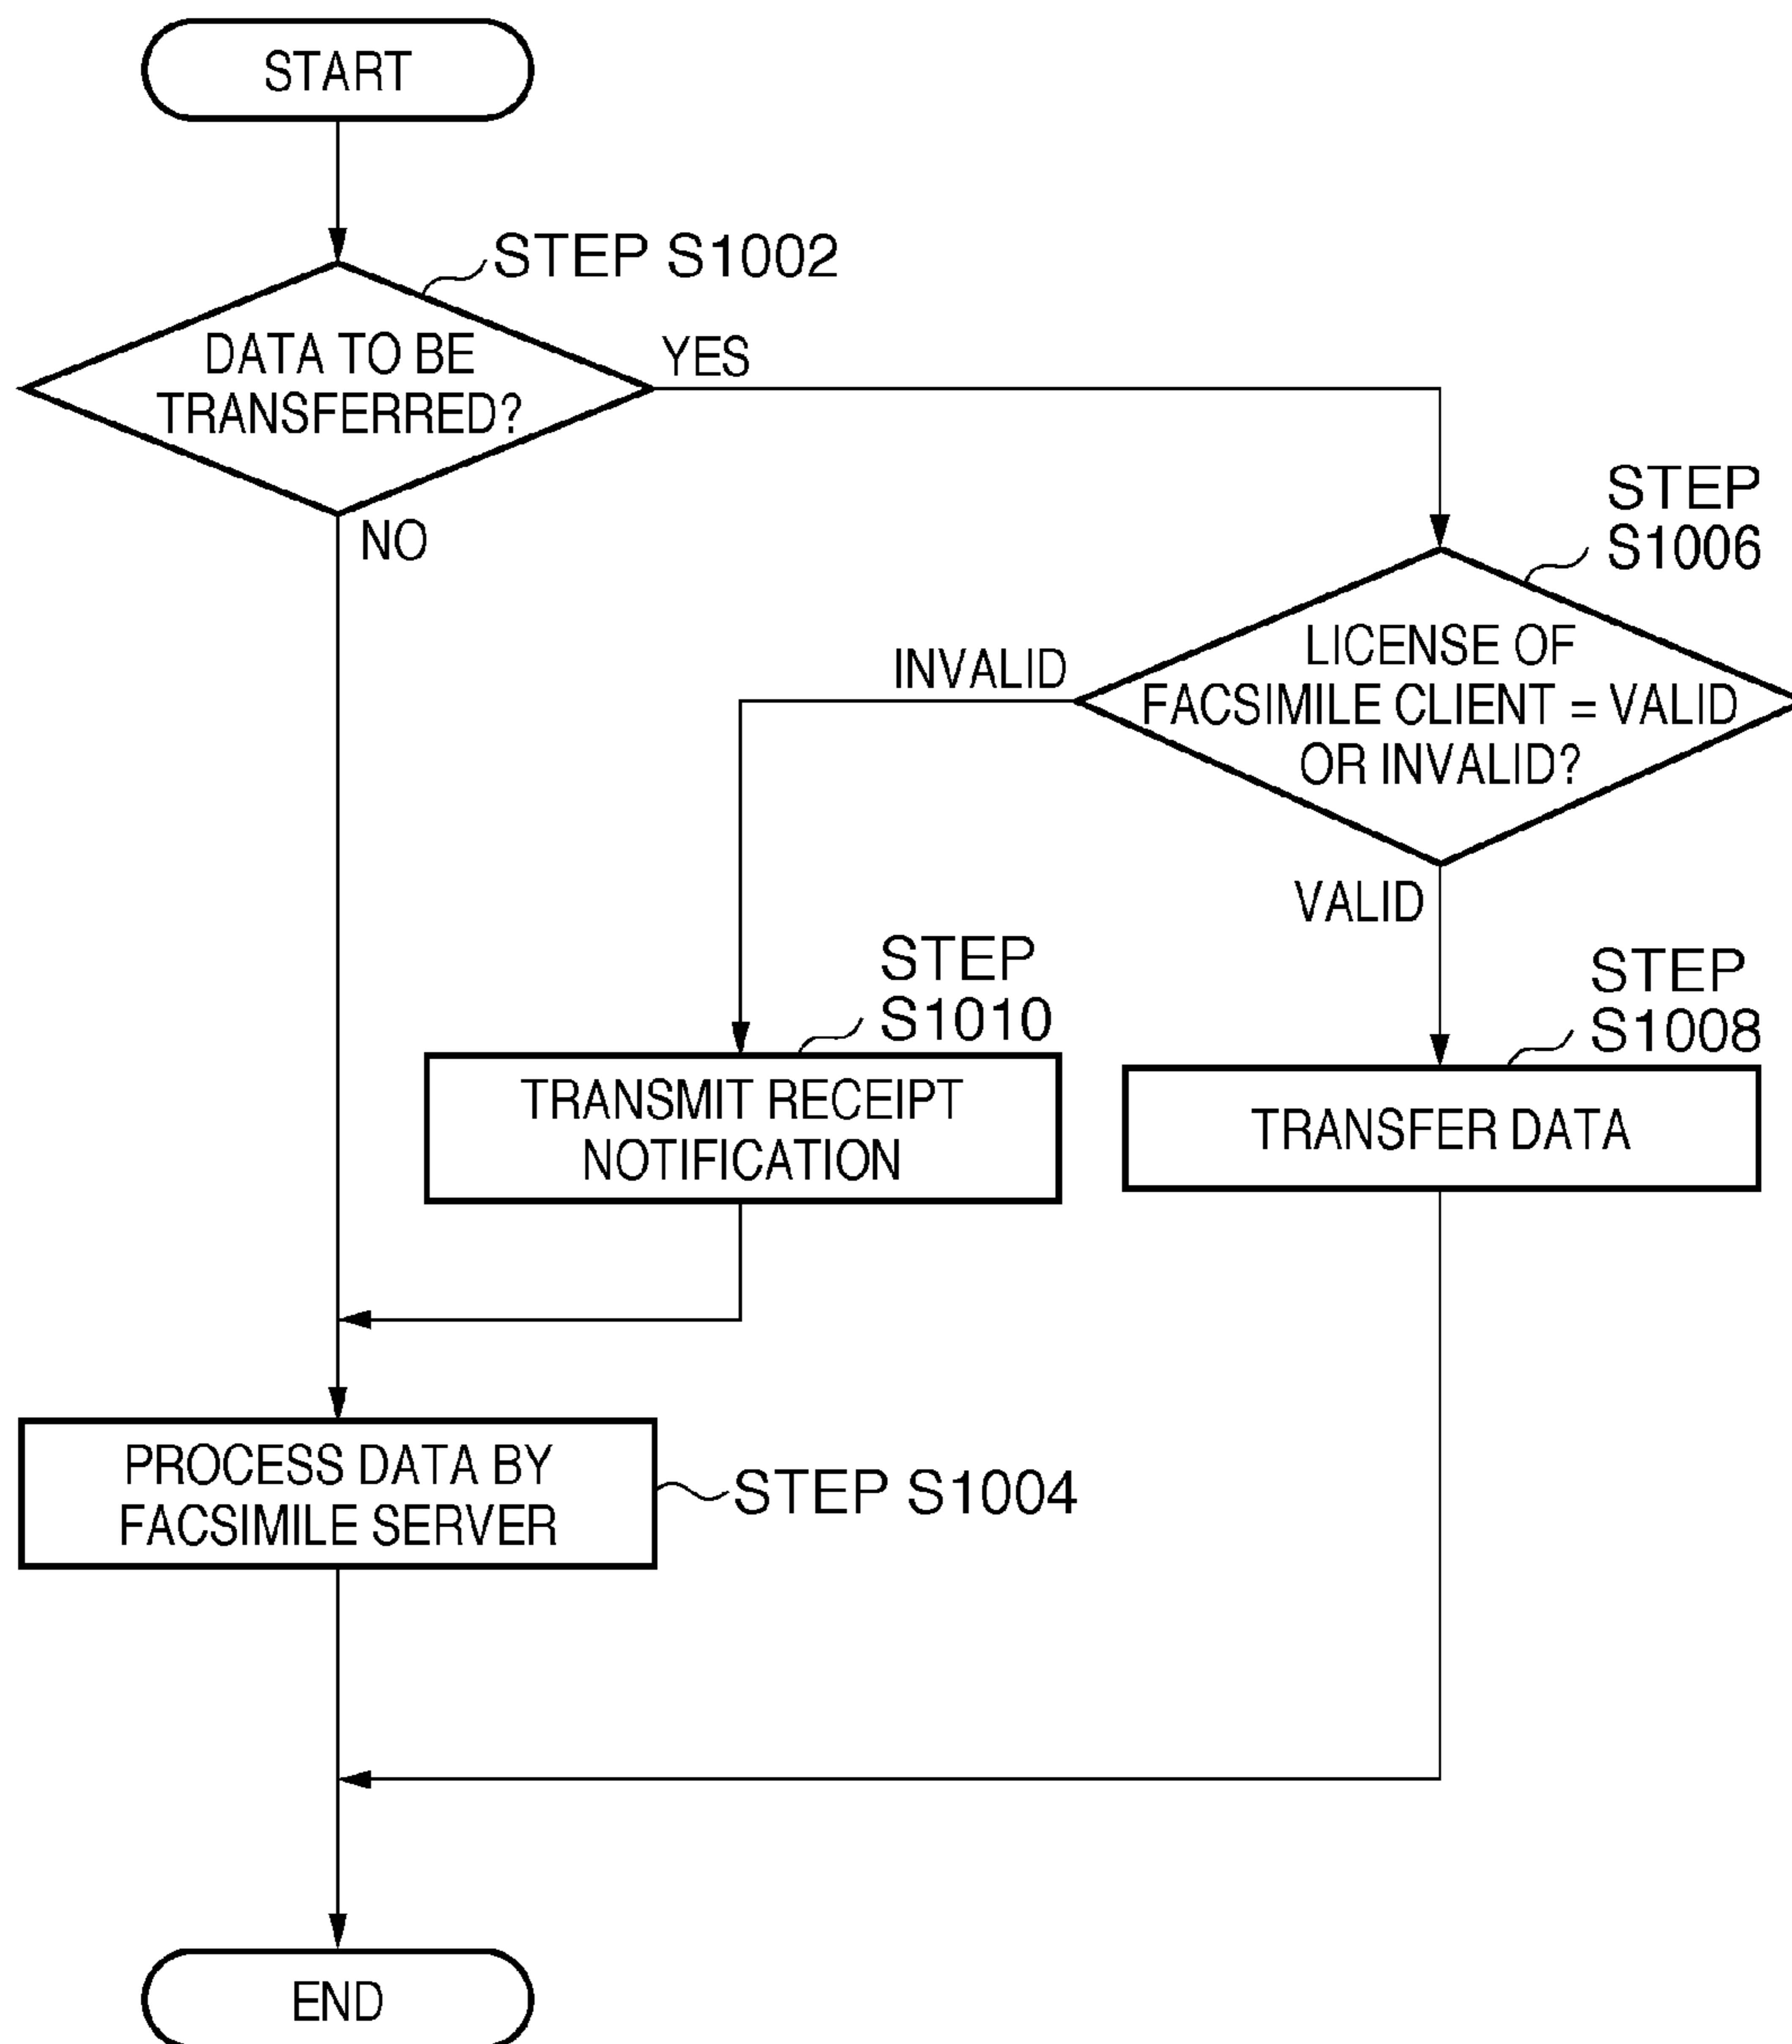 START
STEP S1002
DATA TO BE
TRANSFERRED?
YES
NO
STEP
S1006
LICENSE OF
FACSIMILE CLIENT = VALID
OR INVALID?
INVALID
VALID
STEP
S1010
TRANSMIT RECEIPT
NOTIFICATION
STEP
S1008
TRANSFER DATA
PROCESS DATA BY
FACSIMILE SERVER
STEP S1004
END